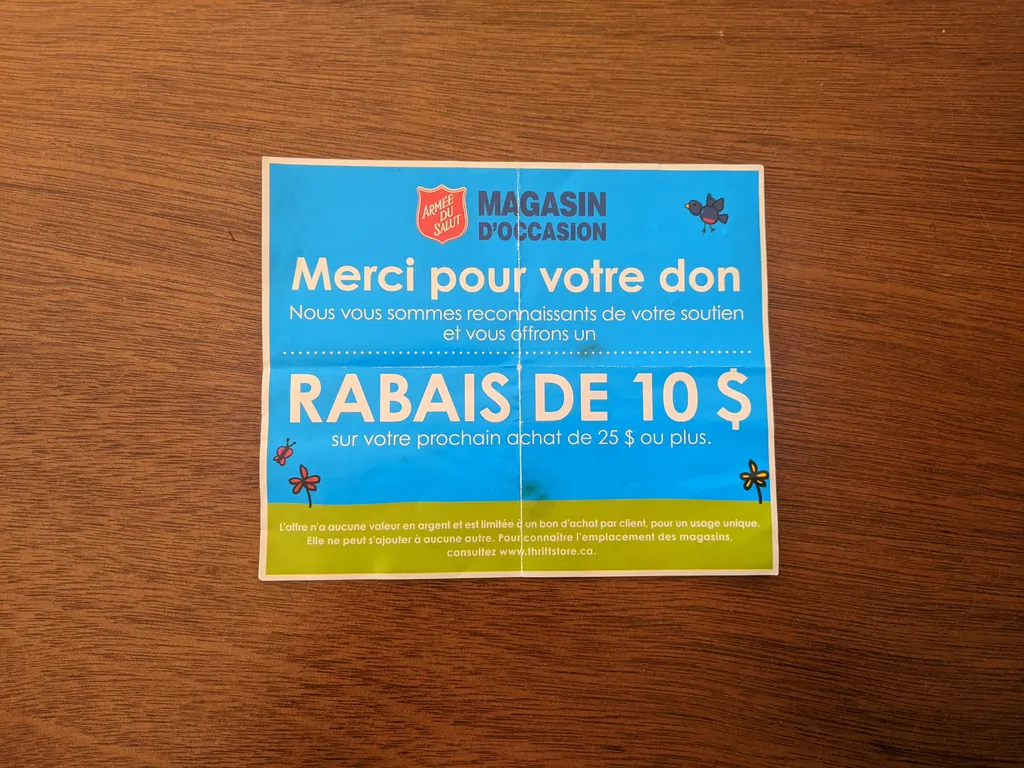 ARMÉE
DU
SALUT
MAGASIN
D'OCCASION
Merci pour votre don
Nous vous sommes reconnaissants de votre soutien
et vous offrons un
RABAIS DE 10 $
sur votre prochain achat de 25 $ ou plus.
L'offre n'a aucune valeur en argent et est limitée à un bon d'achat par client, pour un usage unique.
Elle ne peut s'ajouter à aucune autre. Pour connaître l'emplacement des magasins,
consultez www.thriftstore.ca.